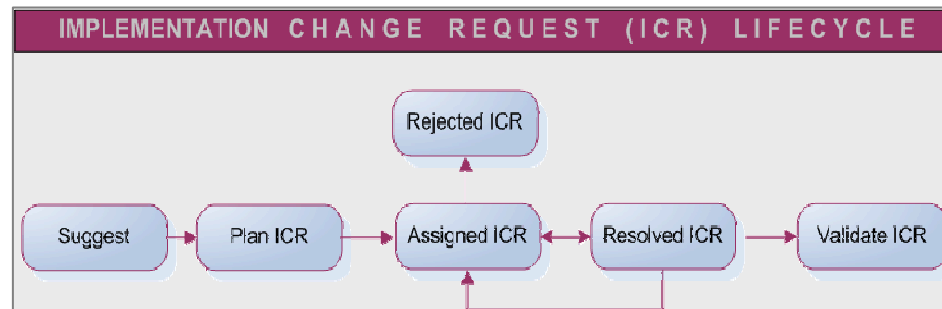 IMPLEMENTATION CHANGE REQUEST (ICR) LIFECYCLE
Rejected ICR
Suggest
Plan ICR
Assigned ICR
Resolved ICR
Validate ICR